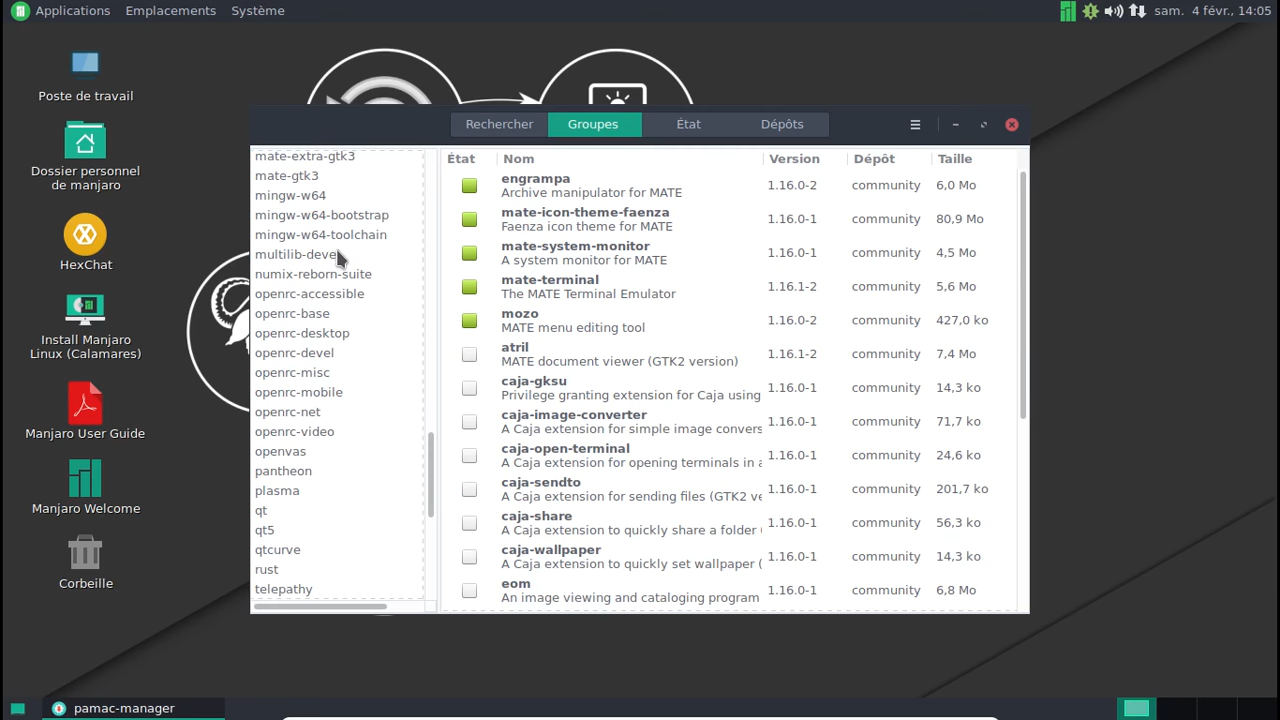 Applications Emplacements Système
sam. 4 févr., 14:05
Poste de travail
Dossier personnel
de manjaro
HexChat
Install Manjaro
Linux (Calamares)
Manjaro User Guide
Manjaro Welcome
Corbeille
Rechercher Groupes État Dépôts
mate-extra-gtk3
mate-gtk3
mingw-w64
mingw-w64-bootstrap
mingw-w64-toolchain
multilib-devel
numix-reborn-suite
openrc-accessible
openrc-base
openrc-desktop
openrc-devel
openrc-misc
openrc-mobile
openrc-net
openrc-video
openvas
pantheon
plasma
qt
qt5
qtcurve
rust
telepathy
État Nom Version Dépôt Taille
engrampa 1.16.0-2 community 6,0 Mo
Archive manipulator for MATE
mate-icon-theme-faenza 1.16.0-1 community 80,9 Mo
Faenza icon theme for MATE
mate-system-monitor 1.16.0-1 community 4,5 Mo
A system monitor for MATE
mate-terminal 1.16.1-2 community 5,6 Mo
The MATE Terminal Emulator
mozo 1.16.0-2 community 427,0 ko
MATE menu editing tool
atril 1.16.1-2 community 7,4 Mo
MATE document viewer (GTK2 version)
caja-gksu 1.16.0-1 community 14,3 ko
Privilege granting extension for Caja using
caja-image-converter 1.16.0-1 community 71,7 ko
A Caja extension for simple image convers
caja-open-terminal 1.16.0-1 community 24,6 ko
A Caja extension for opening terminals in a
caja-sendto 1.16.0-1 community 201,7 ko
A Caja extension for sending files (GTK2 ve
caja-share 1.16.0-1 community 56,3 ko
A Caja extension to quickly share a folder (
caja-wallpaper 1.16.0-1 community 14,3 ko
A Caja extension to quickly set wallpaper (
eom 1.16.0-1 community 6,8 Mo
An image viewing and cataloging program
pamac-manager